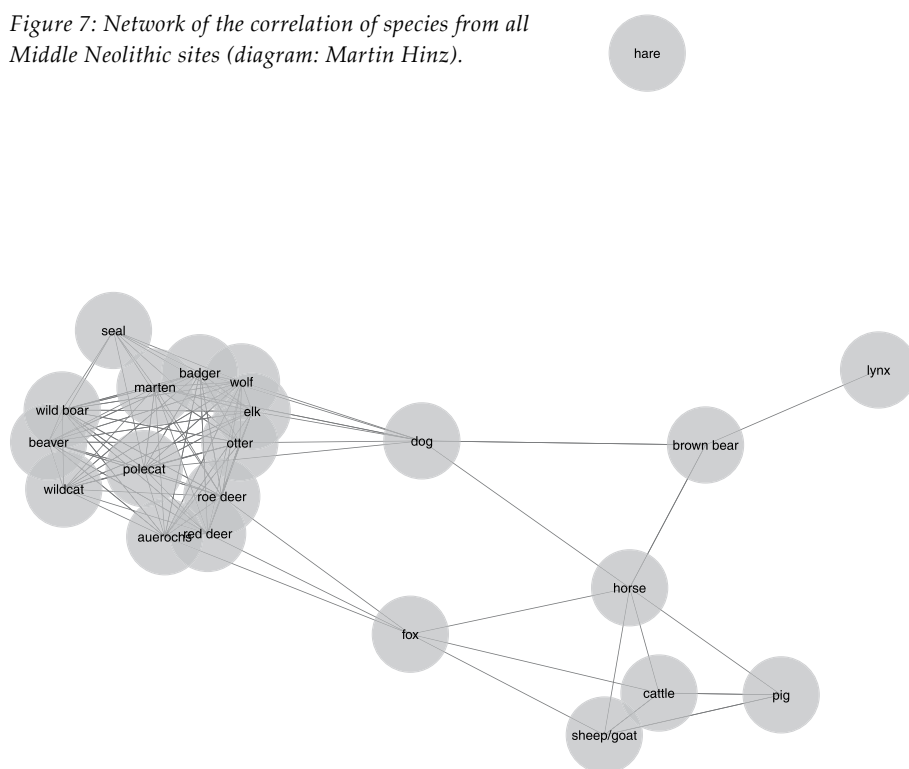 Figure 7: Network of the correlation of species from all
Middle Neolithic sites (diagram: Martin Hinz).
hare
seal
badger
wolf
marten
lynx
wild boar
elk
beaver
otter
dog
brown bear
polecat
wildcat
roe deer
auerochs
red deer
horse
fox
cattle
pig
sheep/goat